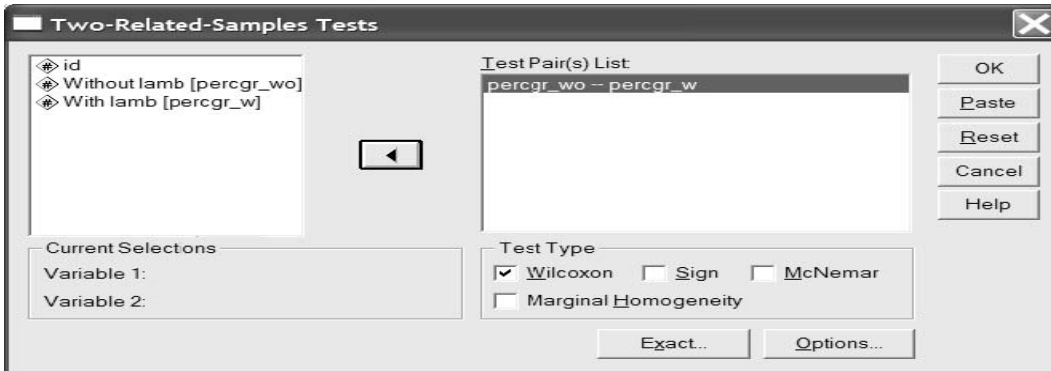 Two-Related-Samples Tests
id
Without lamb [percgr_wo]
With lamb [percgr_w]
Test Pair(s) List:
percgr_wo -- percgr_w
OK
Paste
Reset
Cancel
Help
Current Selectons
Variable 1:
Variable 2:
Test Type
Wilcoxon
Sign
McNemar
Marginal Homogeneity
Exact...
Options...